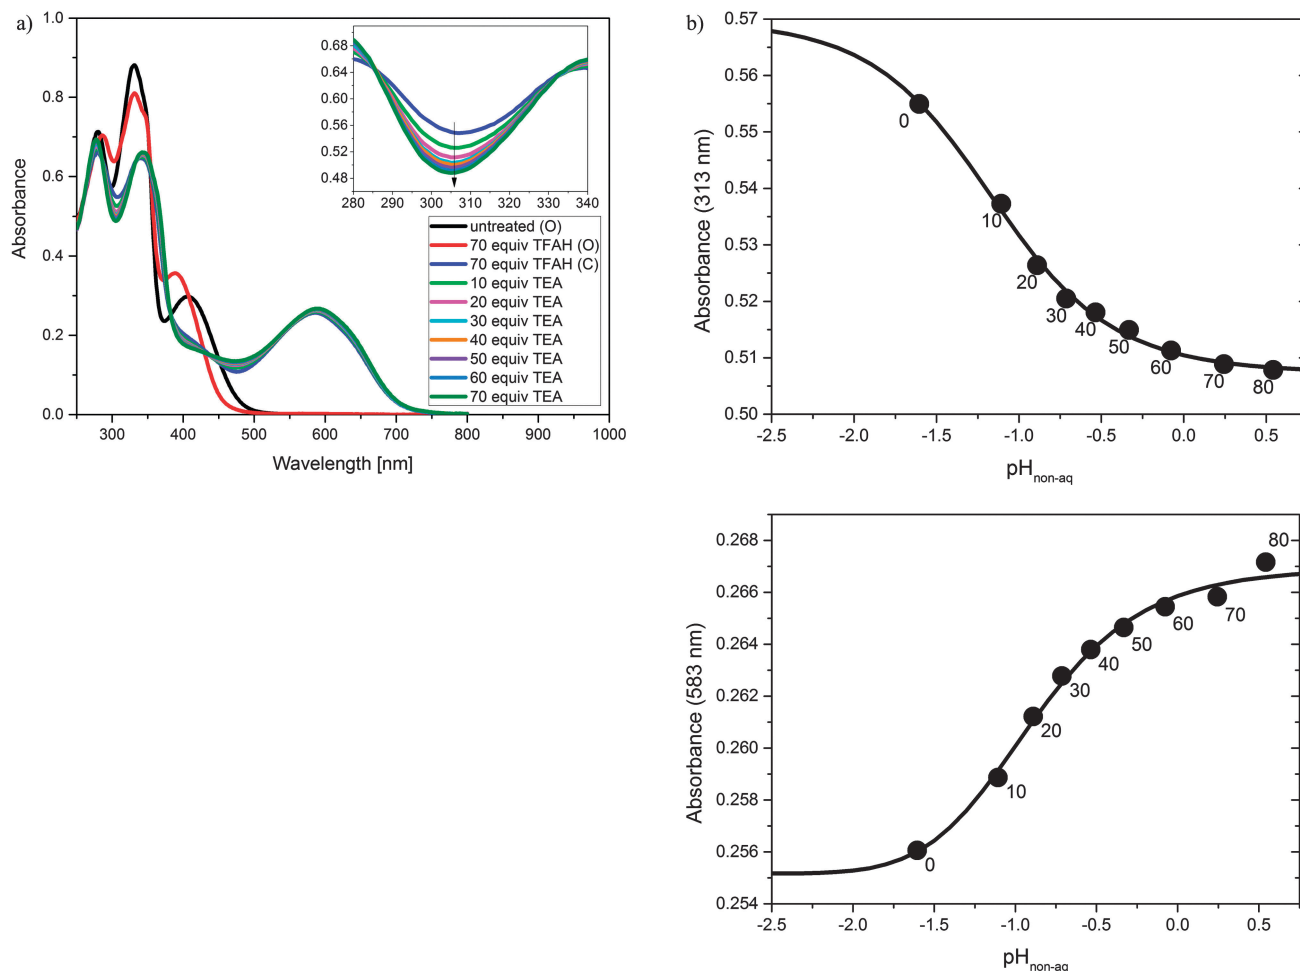 a)
1.0
0.8
0.6
0.4
0.2
0.0
Absorbance
300 400 500 600 700 800 900 1000
Wavelength [nm]
0.68
0.64
0.60
0.56
0.52
0.48
280 290 300 310 320 330 340
untreated (O)
70 equiv TFAH (O)
70 equiv TFAH (C)
10 equiv TEA
20 equiv TEA
30 equiv TEA
40 equiv TEA
50 equiv TEA
60 equiv TEA
70 equiv TEA
b)
0.57
0.56
0.55
0.54
0.53
0.52
0.51
0.50
Absorbance (313 nm)
0
10
20
30
40
50
60
70
80
-2.5 -2.0 -1.5 -1.0 -0.5 0.0 0.5
pHnon-aq
0.268
0.266
0.264
0.262
0.260
0.258
0.256
0.254
Absorbance (583 nm)
80
70
60
50
40
30
20
10
0
-2.5 -2.0 -1.5 -1.0 -0.5 0.0 0.5
pHnon-aq